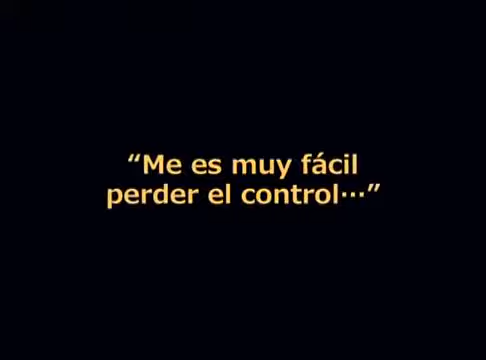 “Me es muy fácil
perder el control⋯”